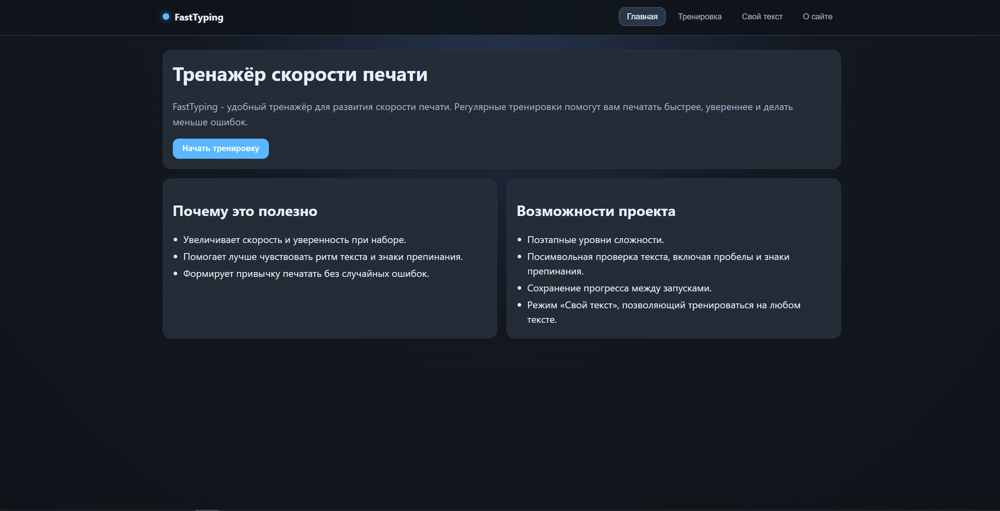 FastTyping
Главная
Тренировка
Свой текст
О сайте
Тренажёр скорости печати
FastTyping - удобный тренажёр для развития скорости печати. Регулярные тренировки помогут вам печатать быстрее, увереннее и делать
меньше ошибок.
Начать тренировку
Почему это полезно
Увеличивает скорость и уверенность при наборе.
Помогает лучше чувствовать ритм текста и знаки препинания.
Формирует привычку печатать без случайных ошибок.
Возможности проекта
Поэтапные уровни сложности.
Посимвольная проверка текста, включая пробелы и знаки
препинания.
Сохранение прогресса между запусками.
Режим «Свой текст», позволяющий тренироваться на любом
тексте.